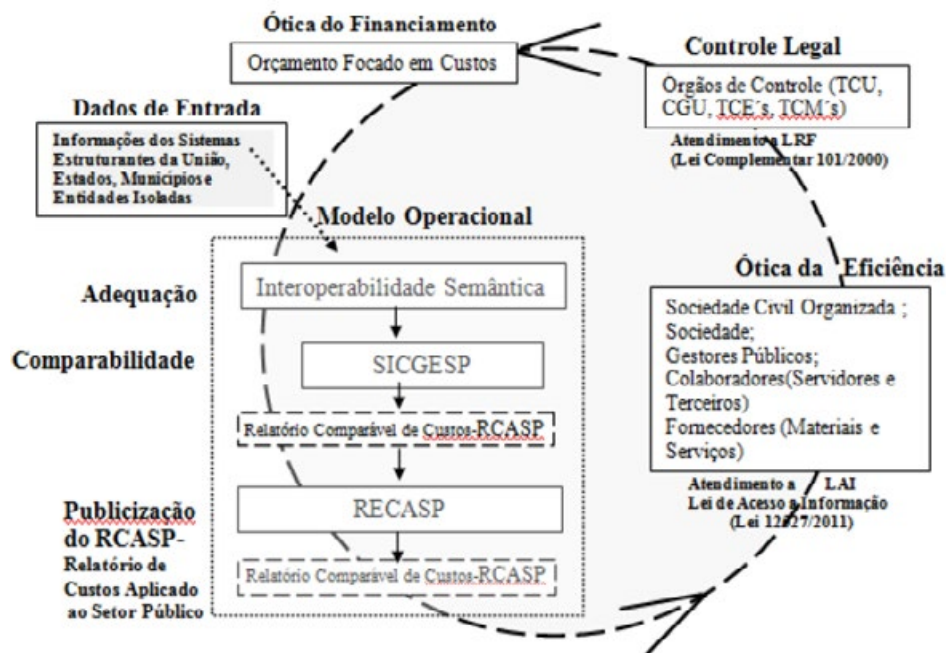 Ótica do Financiamento
Orçamento Focado em Custos
Controle Legal
Órgãos de Controle (TCU,
CGU, TCE´s, TCM´s)
Atendimento a LRF
(Lei Complementar 101/2000)
Dados de Entrada
Informações dos Sistemas
Estruturantes da União,
Estados, Municípios e
Entidades Isoladas
Modelo Operacional
Adequação
Interoperabilidade Semântica
Comparabilidade
SICGESP
Relatório Comparável de Custos-RCASP
Publicização
do RCASP-
Relatório de
Custos Aplicado
ao Setor Público
RECASP
Relatório Comparável de Custos-RCASP
Ótica da Eficiência
Sociedade Civil Organizada ;
Sociedade;
Gestores Públicos;
Colaboradores(Servidores e
Terceiros)
Fornecedores (Materiais e
Serviços)
Atendimento a LAI
Lei de Acesso a Informação
(Lei 12527/2011)